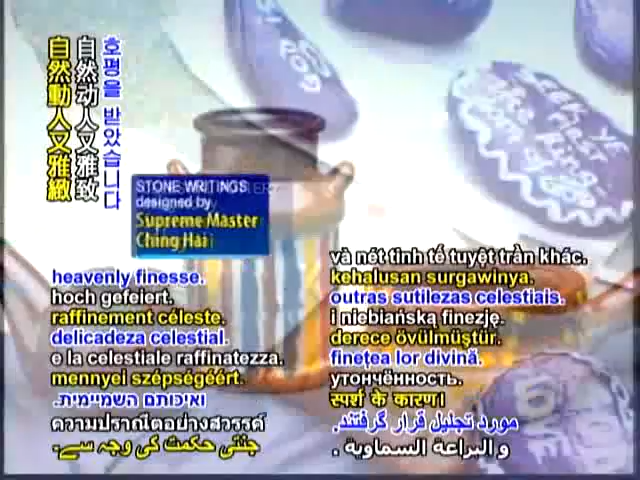 호평을 받았습니다
自然动人又雅致
自然動人又雅緻
STONE WRITINGS
designed by
Supreme Master
Ching Hai
heavenly finesse.
hoch gefeiert.
raffinement céleste.
delicadeza celestial.
e la celestiale raffinatezza.
mennyei szépségéért.
ואיכותם השמיימית.
ความปราณีตอย่างสวรรค์
جنتی حکمت کی وجہ سے۔
và nét tinh tế tuyệt trần khác.
kehalusan surgawinya.
outras sutilezas celestiais.
i niebiańską finezję.
derece övülmüştür.
finețea lor divină.
утончённость.
स्पर्श के कारण।
مورد تجلیل قرار گرفتند.
و البراعة السماوية .